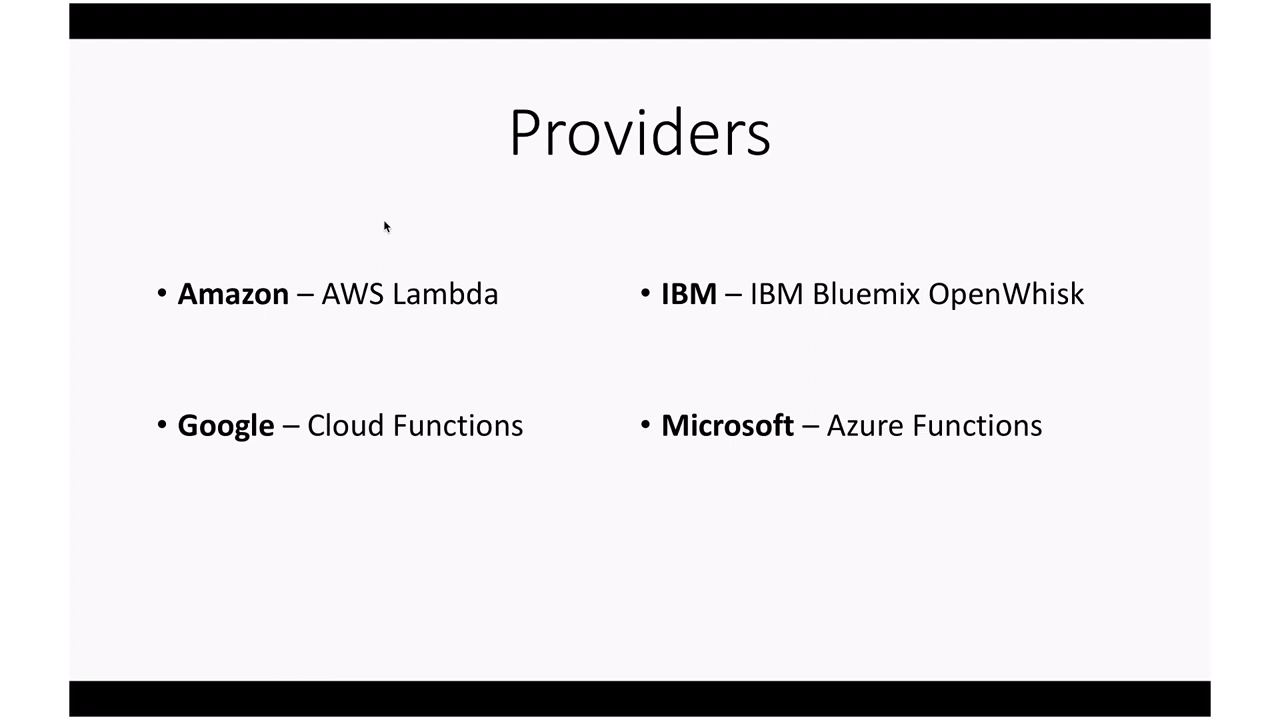 Providers
• Amazon – AWS Lambda
• Google – Cloud Functions
• IBM – IBM Bluemix OpenWhisk
• Microsoft – Azure Functions